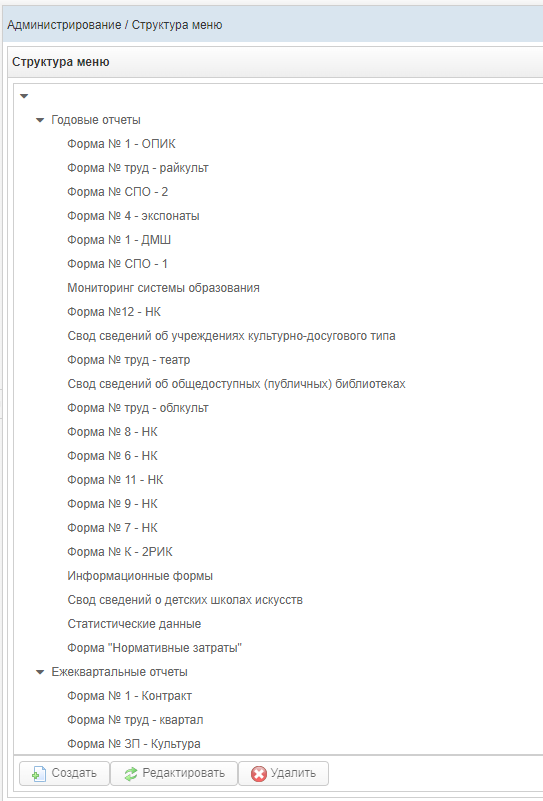 Администрирование / Структура меню
Структура меню
Годовые отчеты
Форма № 1 - ОПИК
Форма № труд - райкульт
Форма № СПО - 2
Форма № 4 - экспонаты
Форма № 1 - ДМШ
Форма № СПО - 1
Мониторинг системы образования
Форма №12 - НК
Свод сведений об учреждениях культурно-досугового типа
Форма № труд - театр
Свод сведений об общедоступных (публичных) библиотеках
Форма № труд - облкульт
Форма № 8 - НК
Форма № 6 - НК
Форма № 11 - НК
Форма № 9 - НК
Форма № 7 - НК
Форма № К - 2РИК
Информационные формы
Свод сведений о детских школах искусств
Статистические данные
Форма "Нормативные затраты"
Ежеквартальные отчеты
Форма № 1 - Контракт
Форма № труд - квартал
Форма № ЗП - Культура
Создать Редактировать Удалить